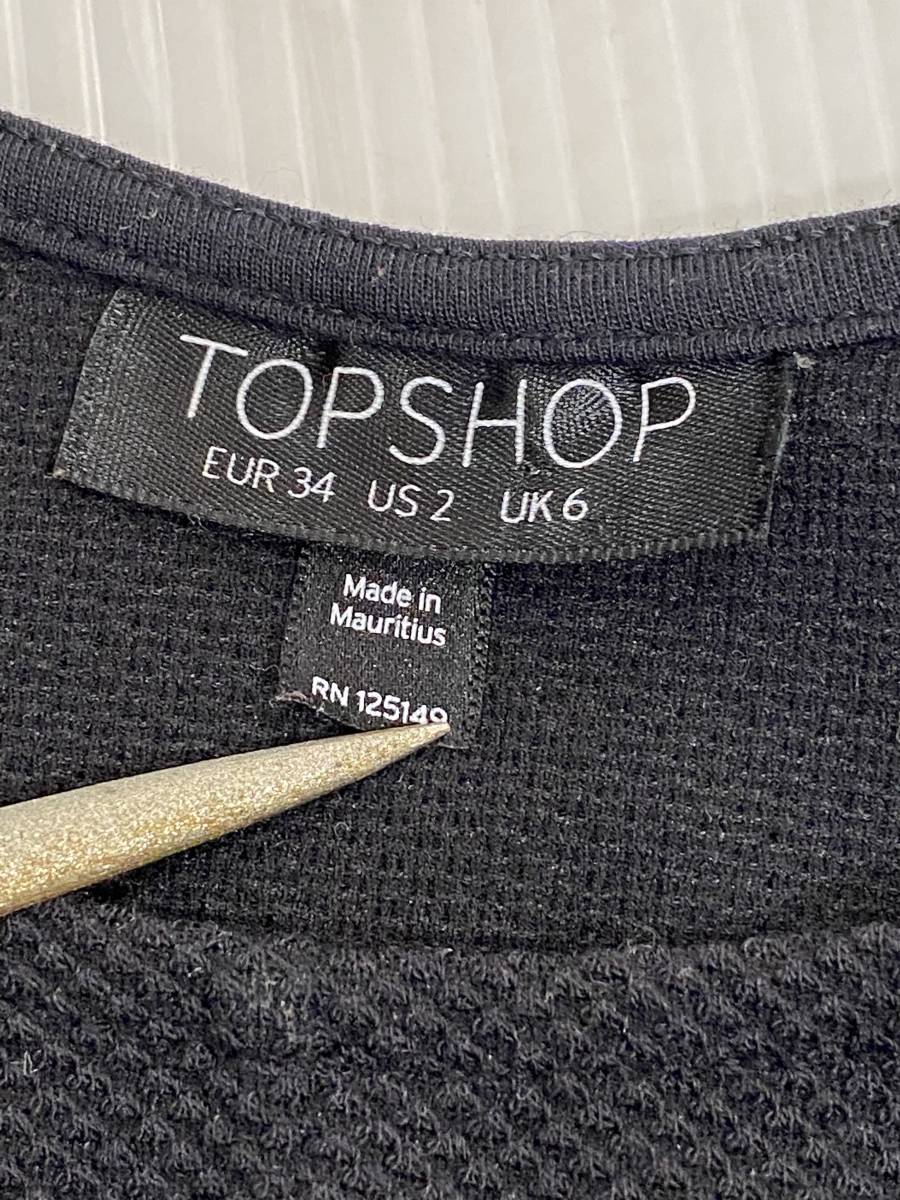 TOPSHOP
EUR 34 US 2 UK 6
Made in
Mauritius
RN 125149